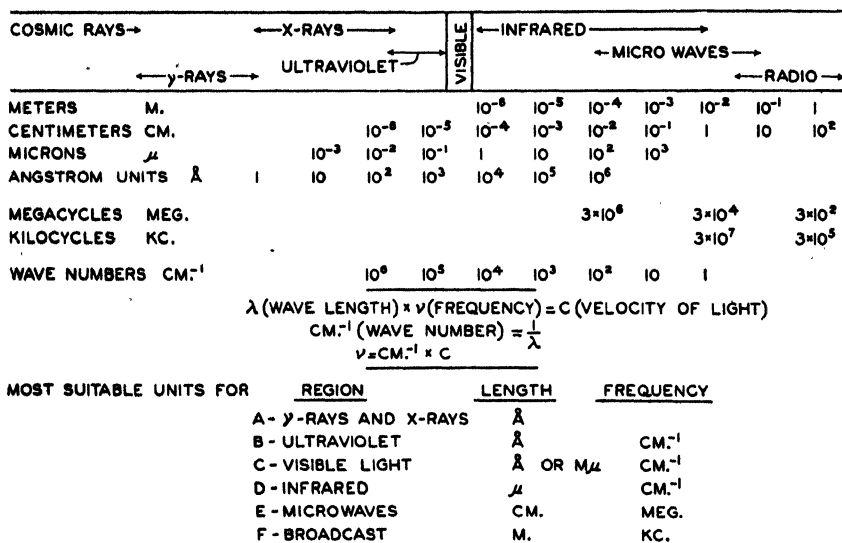 COSMIC RAYS→ ←X-RAYS→ VISIBLE ←INFRARED→
ULTRAVIOLET ←MICRO WAVES→
←γ-RAYS→ ←RADIO→
METERS M. 10⁻⁶ 10⁻⁵ 10⁻⁴ 10⁻³ 10⁻² 10⁻¹ 1
CENTIMETERS CM. 10⁻⁶ 10⁻⁵ 10⁻⁴ 10⁻³ 10⁻² 10⁻¹ 1 10 10²
MICRONS μ 10⁻³ 10⁻² 10⁻¹ 1 10 10² 10³
ANGSTROM UNITS Å 1 10 10² 10³ 10⁴ 10⁵ 10⁶
MEGACYCLES MEG. 3×10⁶ 3×10⁴ 3×10²
KILOCYCLES KC. 3×10⁷ 3×10⁵
WAVE NUMBERS CM.⁻¹ 10⁶ 10⁵ 10⁴ 10³ 10² 10 1
λ (WAVE LENGTH) × ν (FREQUENCY) = C (VELOCITY OF LIGHT)
CM.⁻¹ (WAVE NUMBER) = 1/λ
ν = CM.⁻¹ × C
MOST SUITABLE UNITS FOR REGION LENGTH FREQUENCY
A - γ-RAYS AND X-RAYS Å
B - ULTRAVIOLET Å CM.⁻¹
C - VISIBLE LIGHT Å OR Mμ CM.⁻¹
D - INFRARED μ CM.⁻¹
E - MICROWAVES CM. MEG.
F - BROADCAST M. KC.